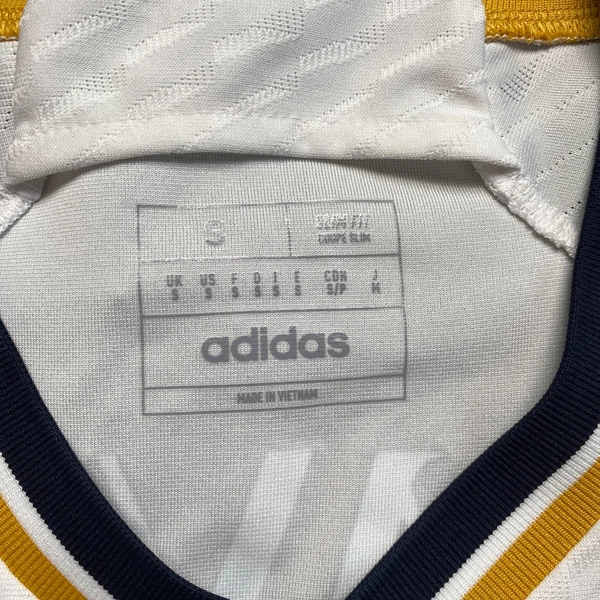 S SLIM FIT
COUPE SLIM
UK US F D I E CDN J
S S S S S S S/P M
adidas
MADE IN VIETNAM